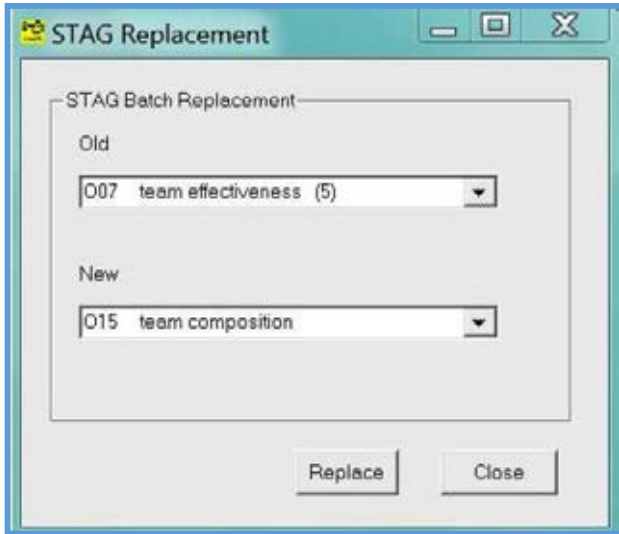 STAG Replacement
STAG Batch Replacement
Old
O07 team effectiveness (5)
New
O15 team composition
Replace Close